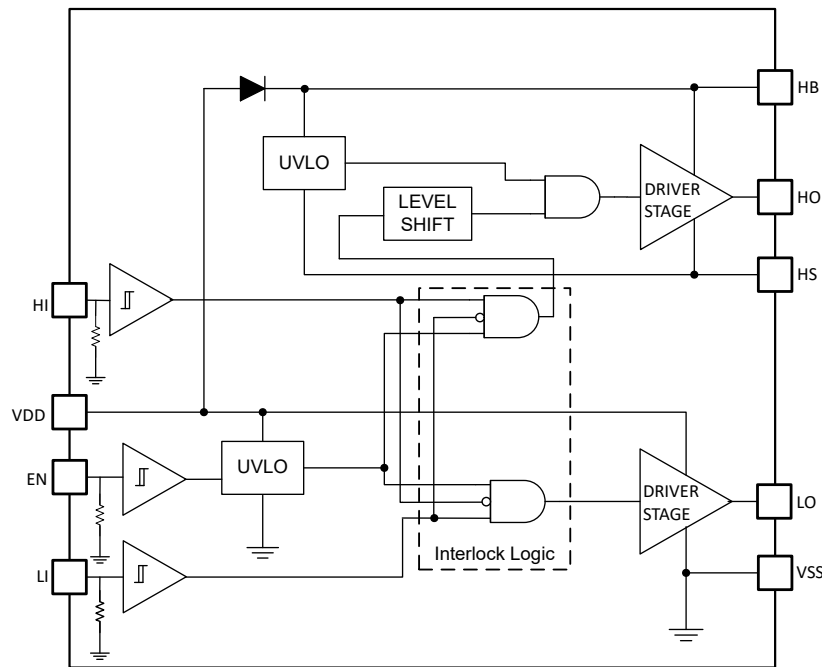 HB
UVLO
DRIVER
STAGE
HO
LEVEL
SHIFT
HS
HI
VDD
EN
UVLO
DRIVER
STAGE
LO
Interlock Logic
LI
VSS